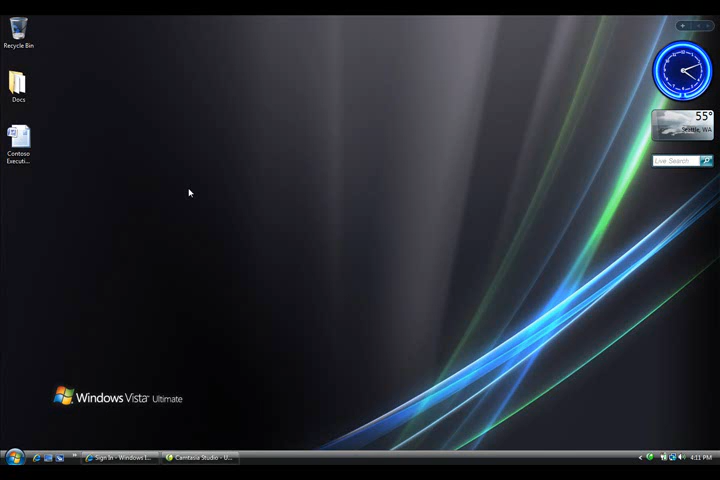 Recycle Bin
Docs
Contoso
Executi...
55°
Seattle, WA
Live Search
Windows Vista™ Ultimate
Sign In - Windows L...
Camtasia Studio - U...
4:11 PM